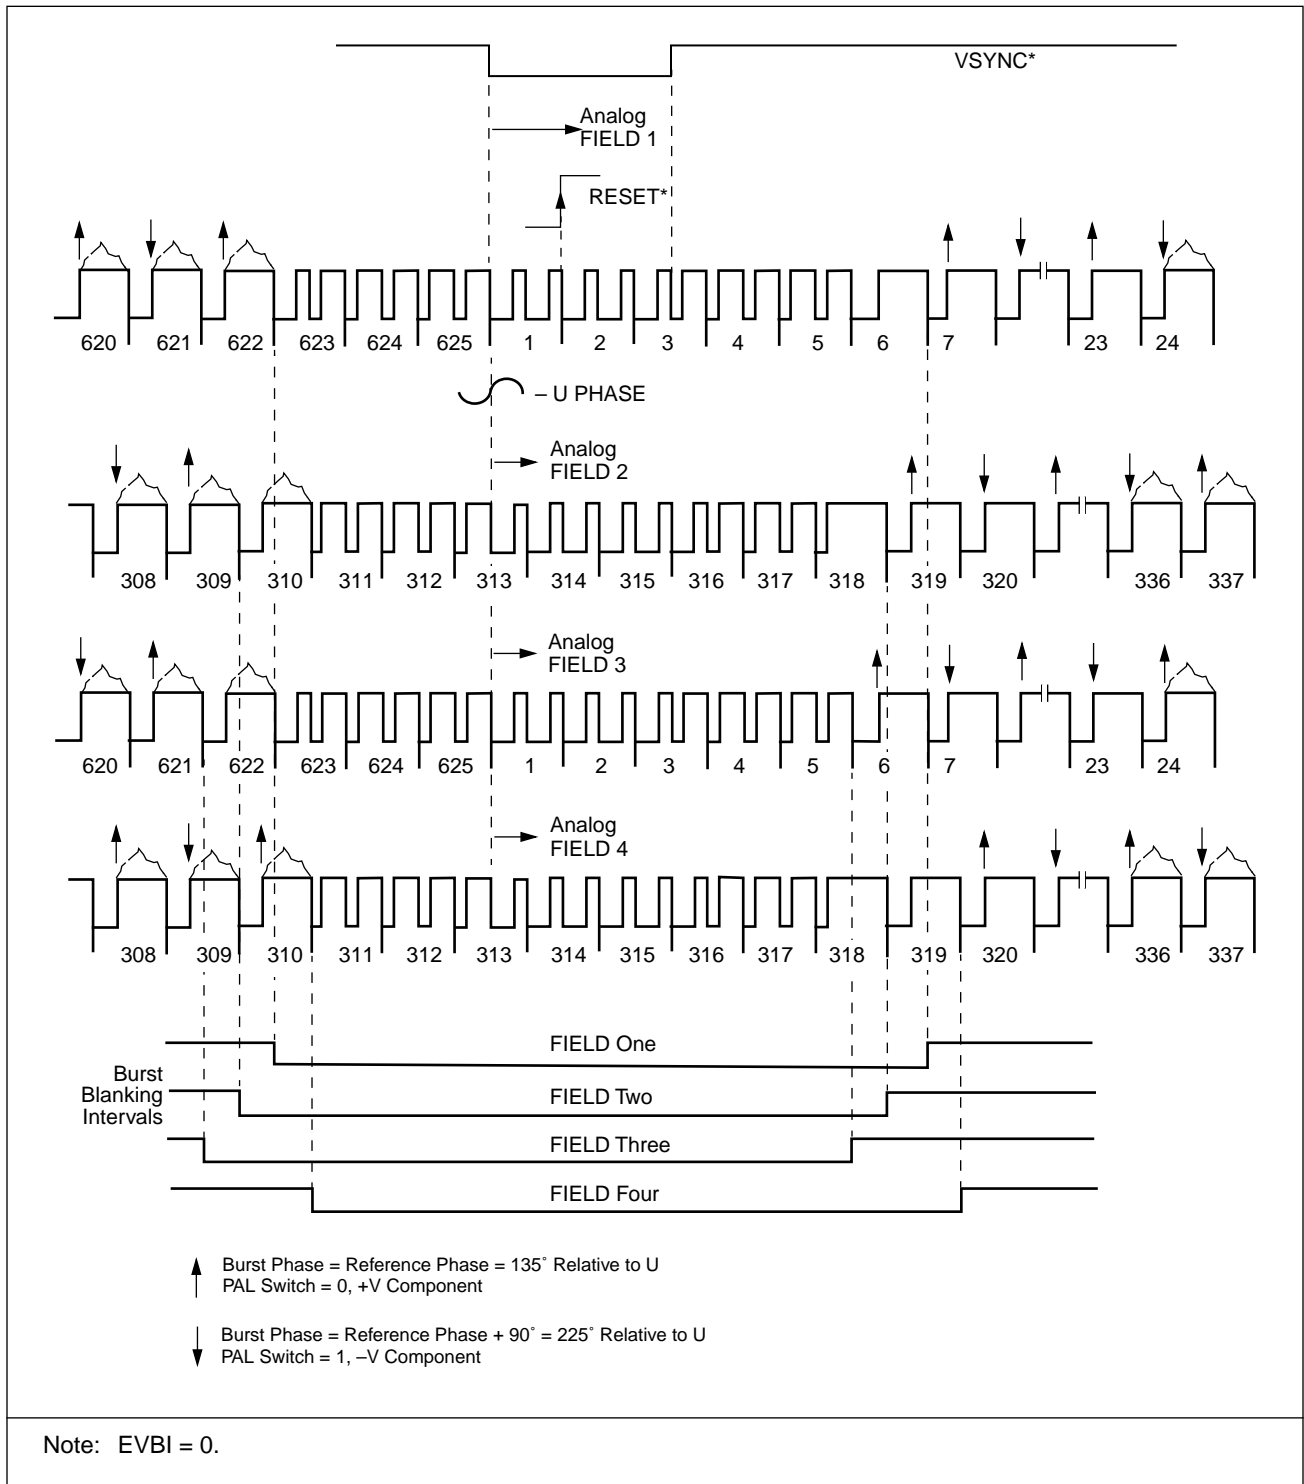 VSYNC*
Analog
FIELD 1
RESET*
620 621 622 623 624 625 1 2 3 4 5 6 7 23 24
– U PHASE
Analog
FIELD 2
308 309 310 311 312 313 314 315 316 317 318 319 320 336 337
Analog
FIELD 3
620 621 622 623 624 625 1 2 3 4 5 6 7 23 24
Analog
FIELD 4
308 309 310 311 312 313 314 315 316 317 318 319 320 336 337
FIELD One
Burst
Blanking
Intervals
FIELD Two
FIELD Three
FIELD Four
Burst Phase = Reference Phase = 135° Relative to U
PAL Switch = 0, +V Component
Burst Phase = Reference Phase + 90° = 225° Relative to U
PAL Switch = 1, –V Component
Note: EVBI = 0.